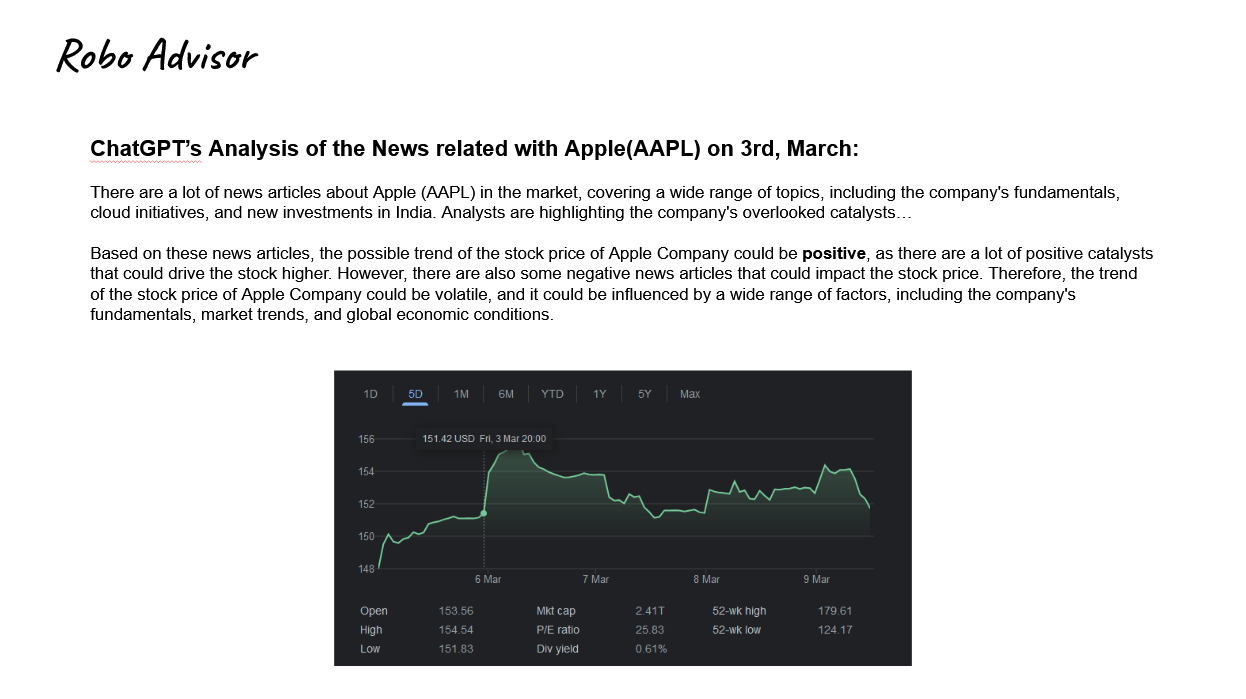 Robo Advisor
ChatGPT’s Analysis of the News related with Apple(AAPL) on 3rd, March:
There are a lot of news articles about Apple (AAPL) in the market, covering a wide range of topics, including the company's fundamentals,
cloud initiatives, and new investments in India. Analysts are highlighting the company's overlooked catalysts…
Based on these news articles, the possible trend of the stock price of Apple Company could be positive, as there are a lot of positive catalysts
that could drive the stock higher. However, there are also some negative news articles that could impact the stock price. Therefore, the trend
of the stock price of Apple Company could be volatile, and it could be influenced by a wide range of factors, including the company's
fundamentals, market trends, and global economic conditions.
1D 5D 1M 6M YTD 1Y 5Y Max
151.42 USD Fri, 3 Mar 20:00
156
154
152
150
148
6 Mar 7 Mar 8 Mar 9 Mar
Open 153.56 Mkt cap 2.41T 52-wk high 179.61
High 154.54 P/E ratio 25.83 52-wk low 124.17
Low 151.83 Div yield 0.61%